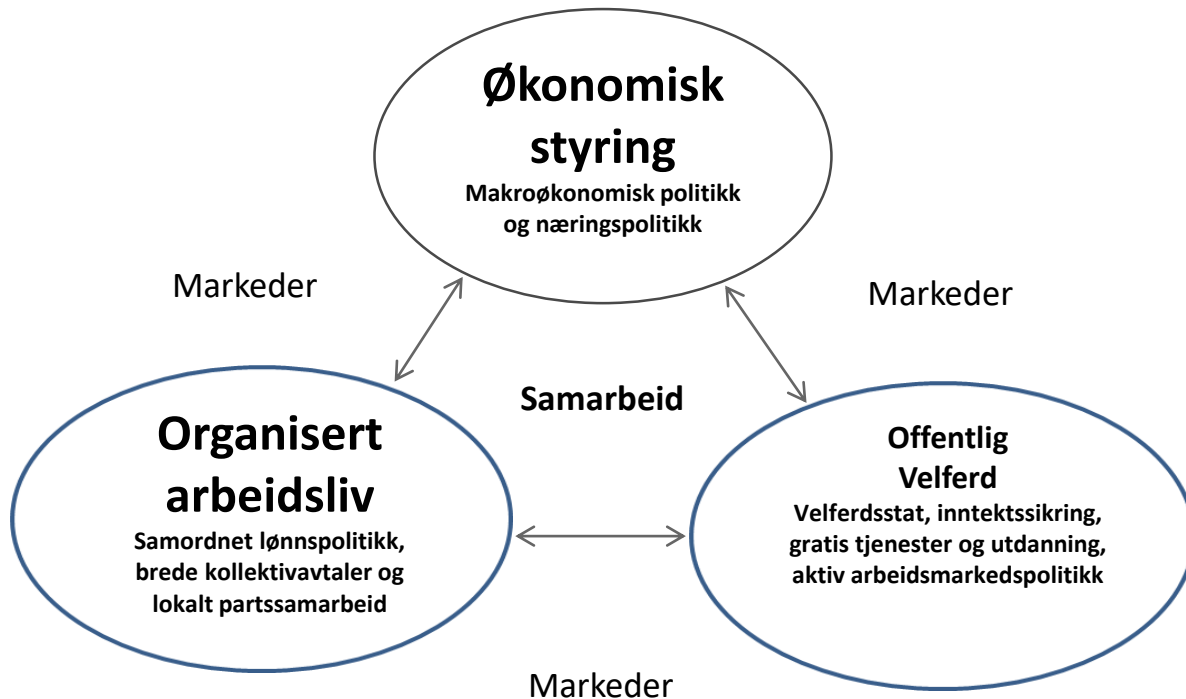 Økonomisk
styring
Makroøkonomisk politikk
og næringspolitikk
Markeder
Markeder
Samarbeid
Organisert
arbeidsliv
Samordnet lønnspolitikk,
brede kollektivavtaler og
lokalt partssamarbeid
Offentlig
Velferd
Velferdsstat, inntektssikring,
gratis tjenester og utdanning,
aktiv arbeidsmarkedspolitikk
Markeder